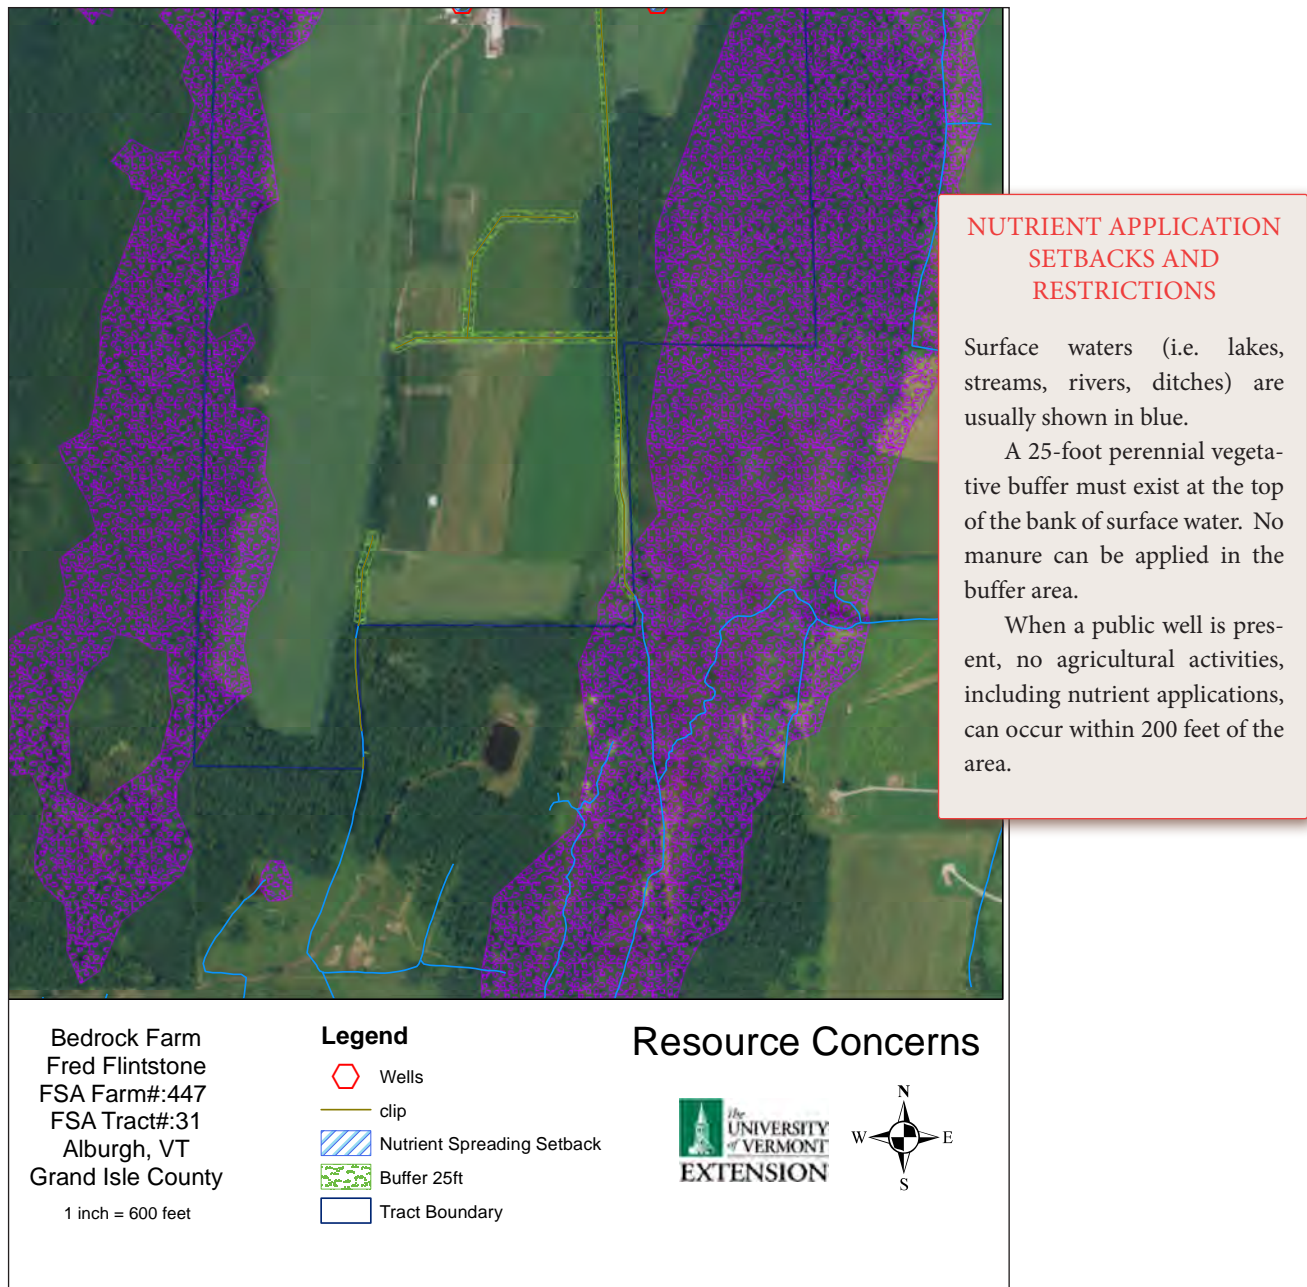 NUTRIENT APPLICATION
SETBACKS AND
RESTRICTIONS
Surface waters (i.e. lakes,
streams, rivers, ditches) are
usually shown in blue.
A 25-foot perennial vegeta-
tive buffer must exist at the top
of the bank of surface water. No
manure can be applied in the
buffer area.
When a public well is pres-
ent, no agricultural activities,
including nutrient applications,
can occur within 200 feet of the
area.
Bedrock Farm
Fred Flintstone
FSA Farm#:447
FSA Tract#:31
Alburgh, VT
Grand Isle County
1 inch = 600 feet
Legend
Wells
clip
Nutrient Spreading Setback
Buffer 25ft
Tract Boundary
Resource Concerns
The
UNIVERSITY
of VERMONT
EXTENSION
N
W E
S